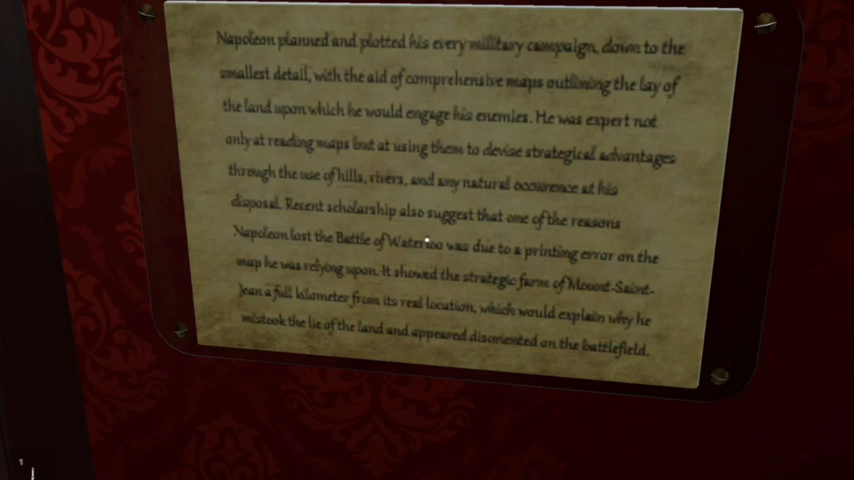 Napoleon planned and plotted his every military campaign, down to the
smallest detail, with the aid of comprehensive maps outlining the lay of
the land upon which he would engage his enemies. He was expert not
only at reading maps but at using them to devise strategical advantages
through the use of hills, rivers, and any natural occurence at his
disposal. Recent scholarship also suggest that one of the reasons
Napoleon lost the Battle of Waterloo was due to a printing error on the
map he was relying upon. It showed the strategic farm of Mount-Saint-
Jean a full kilometer from its real location, which would explain why he
mistook the lie of the land and appeared disoriented on the battlefield.